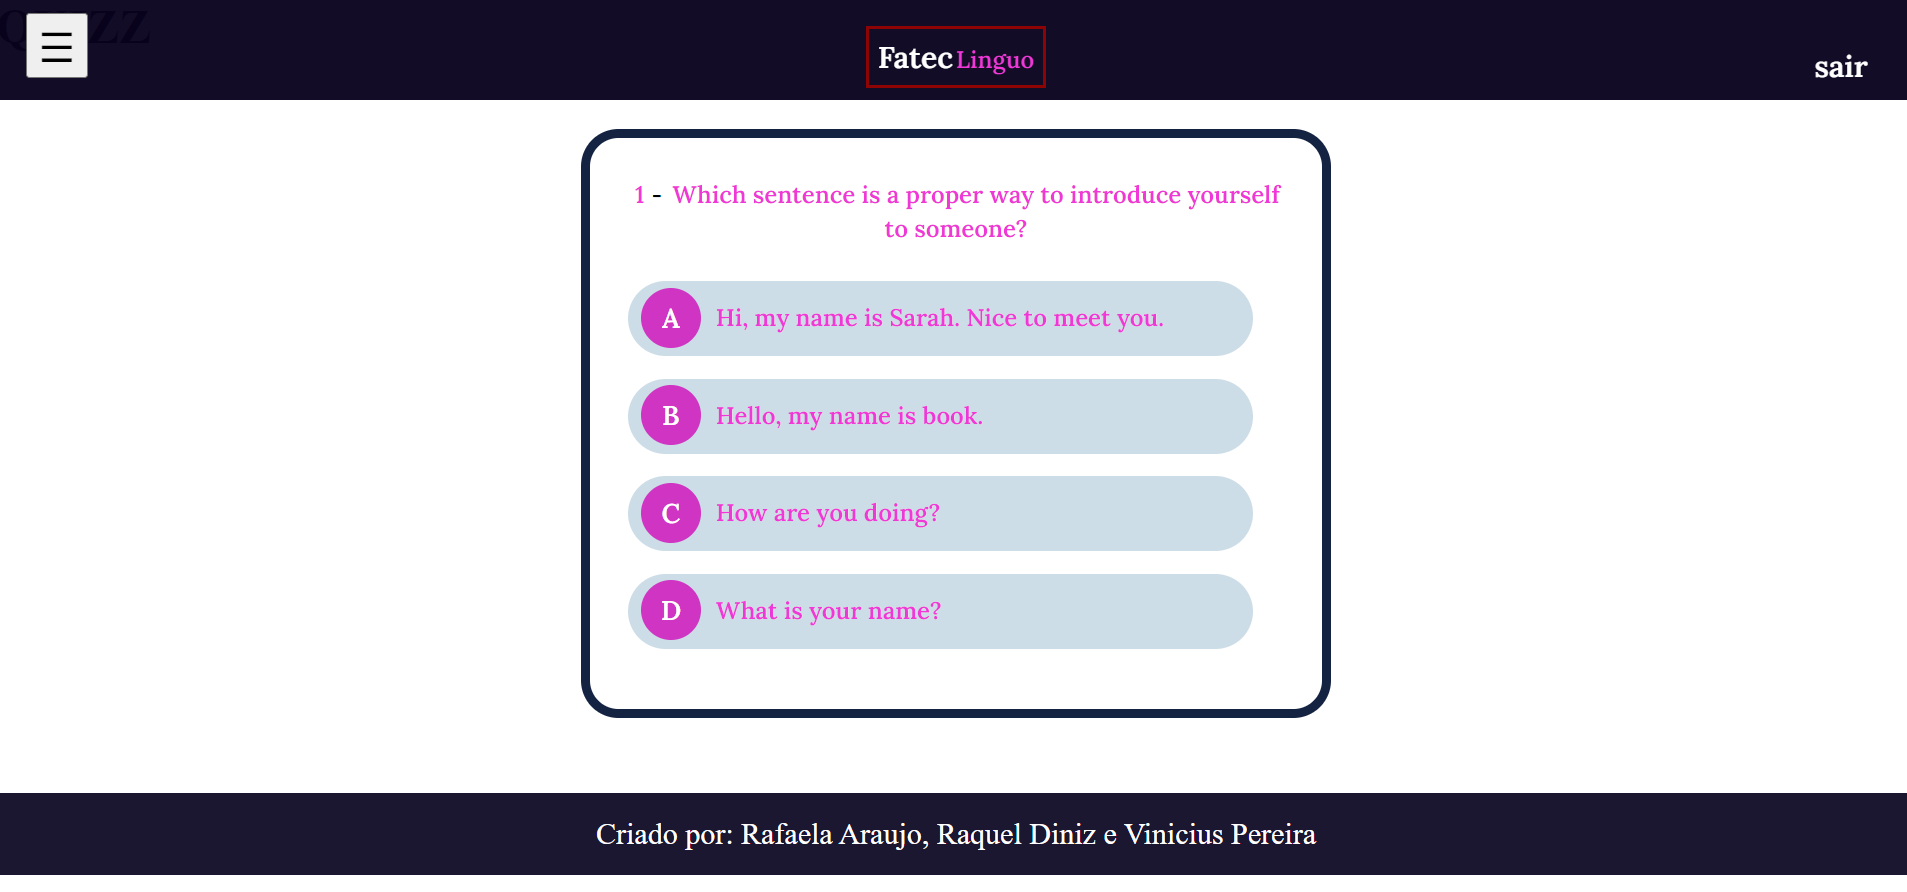 Fatec Linguo
sair
1 - Which sentence is a proper way to introduce yourself
to someone?
A Hi, my name is Sarah. Nice to meet you.
B Hello, my name is book.
C How are you doing?
D What is your name?
Criado por: Rafaela Araujo, Raquel Diniz e Vinicius Pereira